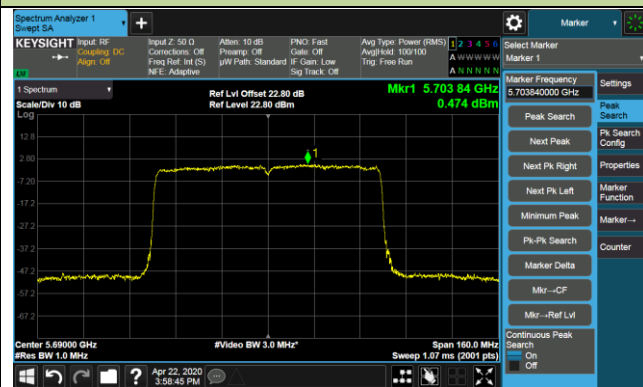 Spectrum Analyzer 1
Swept SA
Marker
KEYSIGHT
Input: RF
Coupling: DC
Align: Off
Input Z: 50 Ω
Corrections: Off
Freq Ref: Int (S)
NFE: Adaptive
Atten: 10 dB
Preamp: Off
µW Path: Standard
PNO: Fast
Gate: Off
IF Gain: Low
Sig Track: Off
Avg Type: Power (RMS)
Avg|Hold: 100/100
Trig: Free Run
1 2 3 4 5 6
A W W W W W
A N N N N N
Select Marker
Marker 1
LXI
1 Spectrum
Scale/Div 10 dB
Log
Ref Lvl Offset 22.80 dB
Ref Level 22.80 dBm
Mkr1 5.703 84 GHz
0.474 dBm
12.8
2.80
-7.20
-17.2
-27.2
-37.2
-47.2
-57.2
-67.2
1
Center 5.69000 GHz
#Res BW 1.0 MHz
#Video BW 3.0 MHz*
Span 160.0 MHz
Sweep 1.07 ms (2001 pts)
Marker Frequency
5.703840000 GHz
Peak Search
Next Peak
Next Pk Right
Next Pk Left
Minimum Peak
Pk-Pk Search
Marker Delta
Mkr→CF
Mkr→Ref Lvl
Continuous Peak
Search
On
Off
Settings
Peak
Search
Pk Search
Config
Properties
Marker
Function
Marker→
Counter
Apr 22, 2020
3:58:45 PM